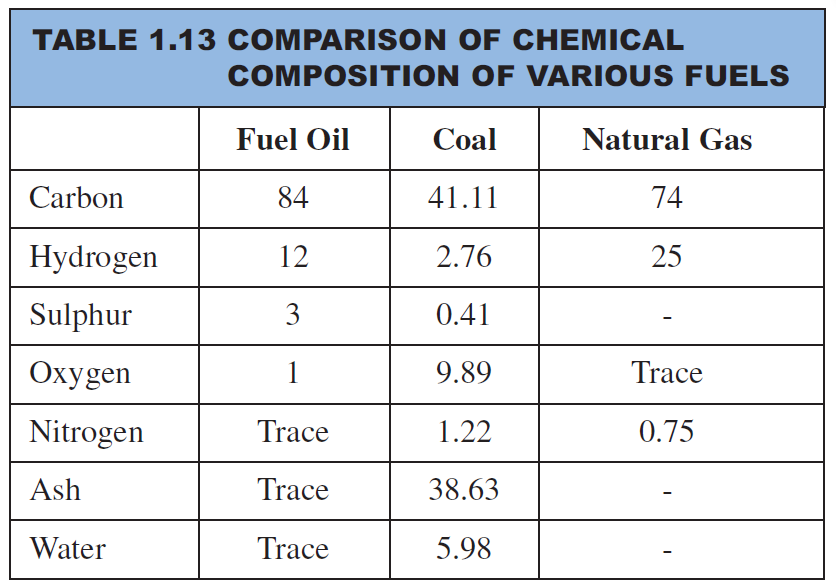 TABLE 1.13 COMPARISON OF CHEMICAL
COMPOSITION OF VARIOUS FUELS
Fuel Oil Coal Natural Gas
Carbon 84 41.11 74
Hydrogen 12 2.76 25
Sulphur 3 0.41 -
Oxygen 1 9.89 Trace
Nitrogen Trace 1.22 0.75
Ash Trace 38.63 -
Water Trace 5.98 -